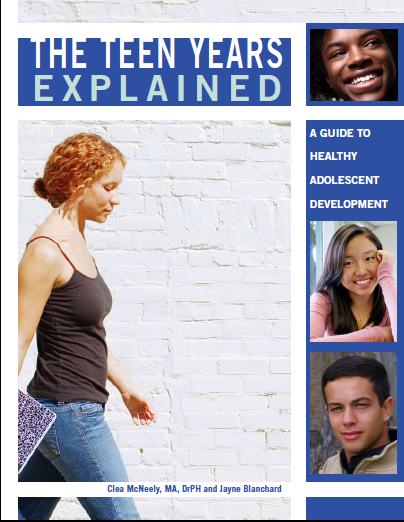 THE TEEN YEARS
EXPLAINED
A GUIDE TO
HEALTHY
ADOLESCENT
DEVELOPMENT
Clea McNeely, MA, DrPH and Jayne Blanchard